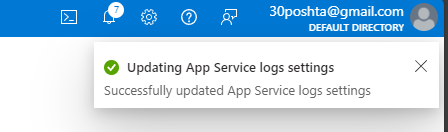 7
30poshta@gmail.com
DEFAULT DIRECTORY
Updating App Service logs settings
Successfully updated App Service logs settings